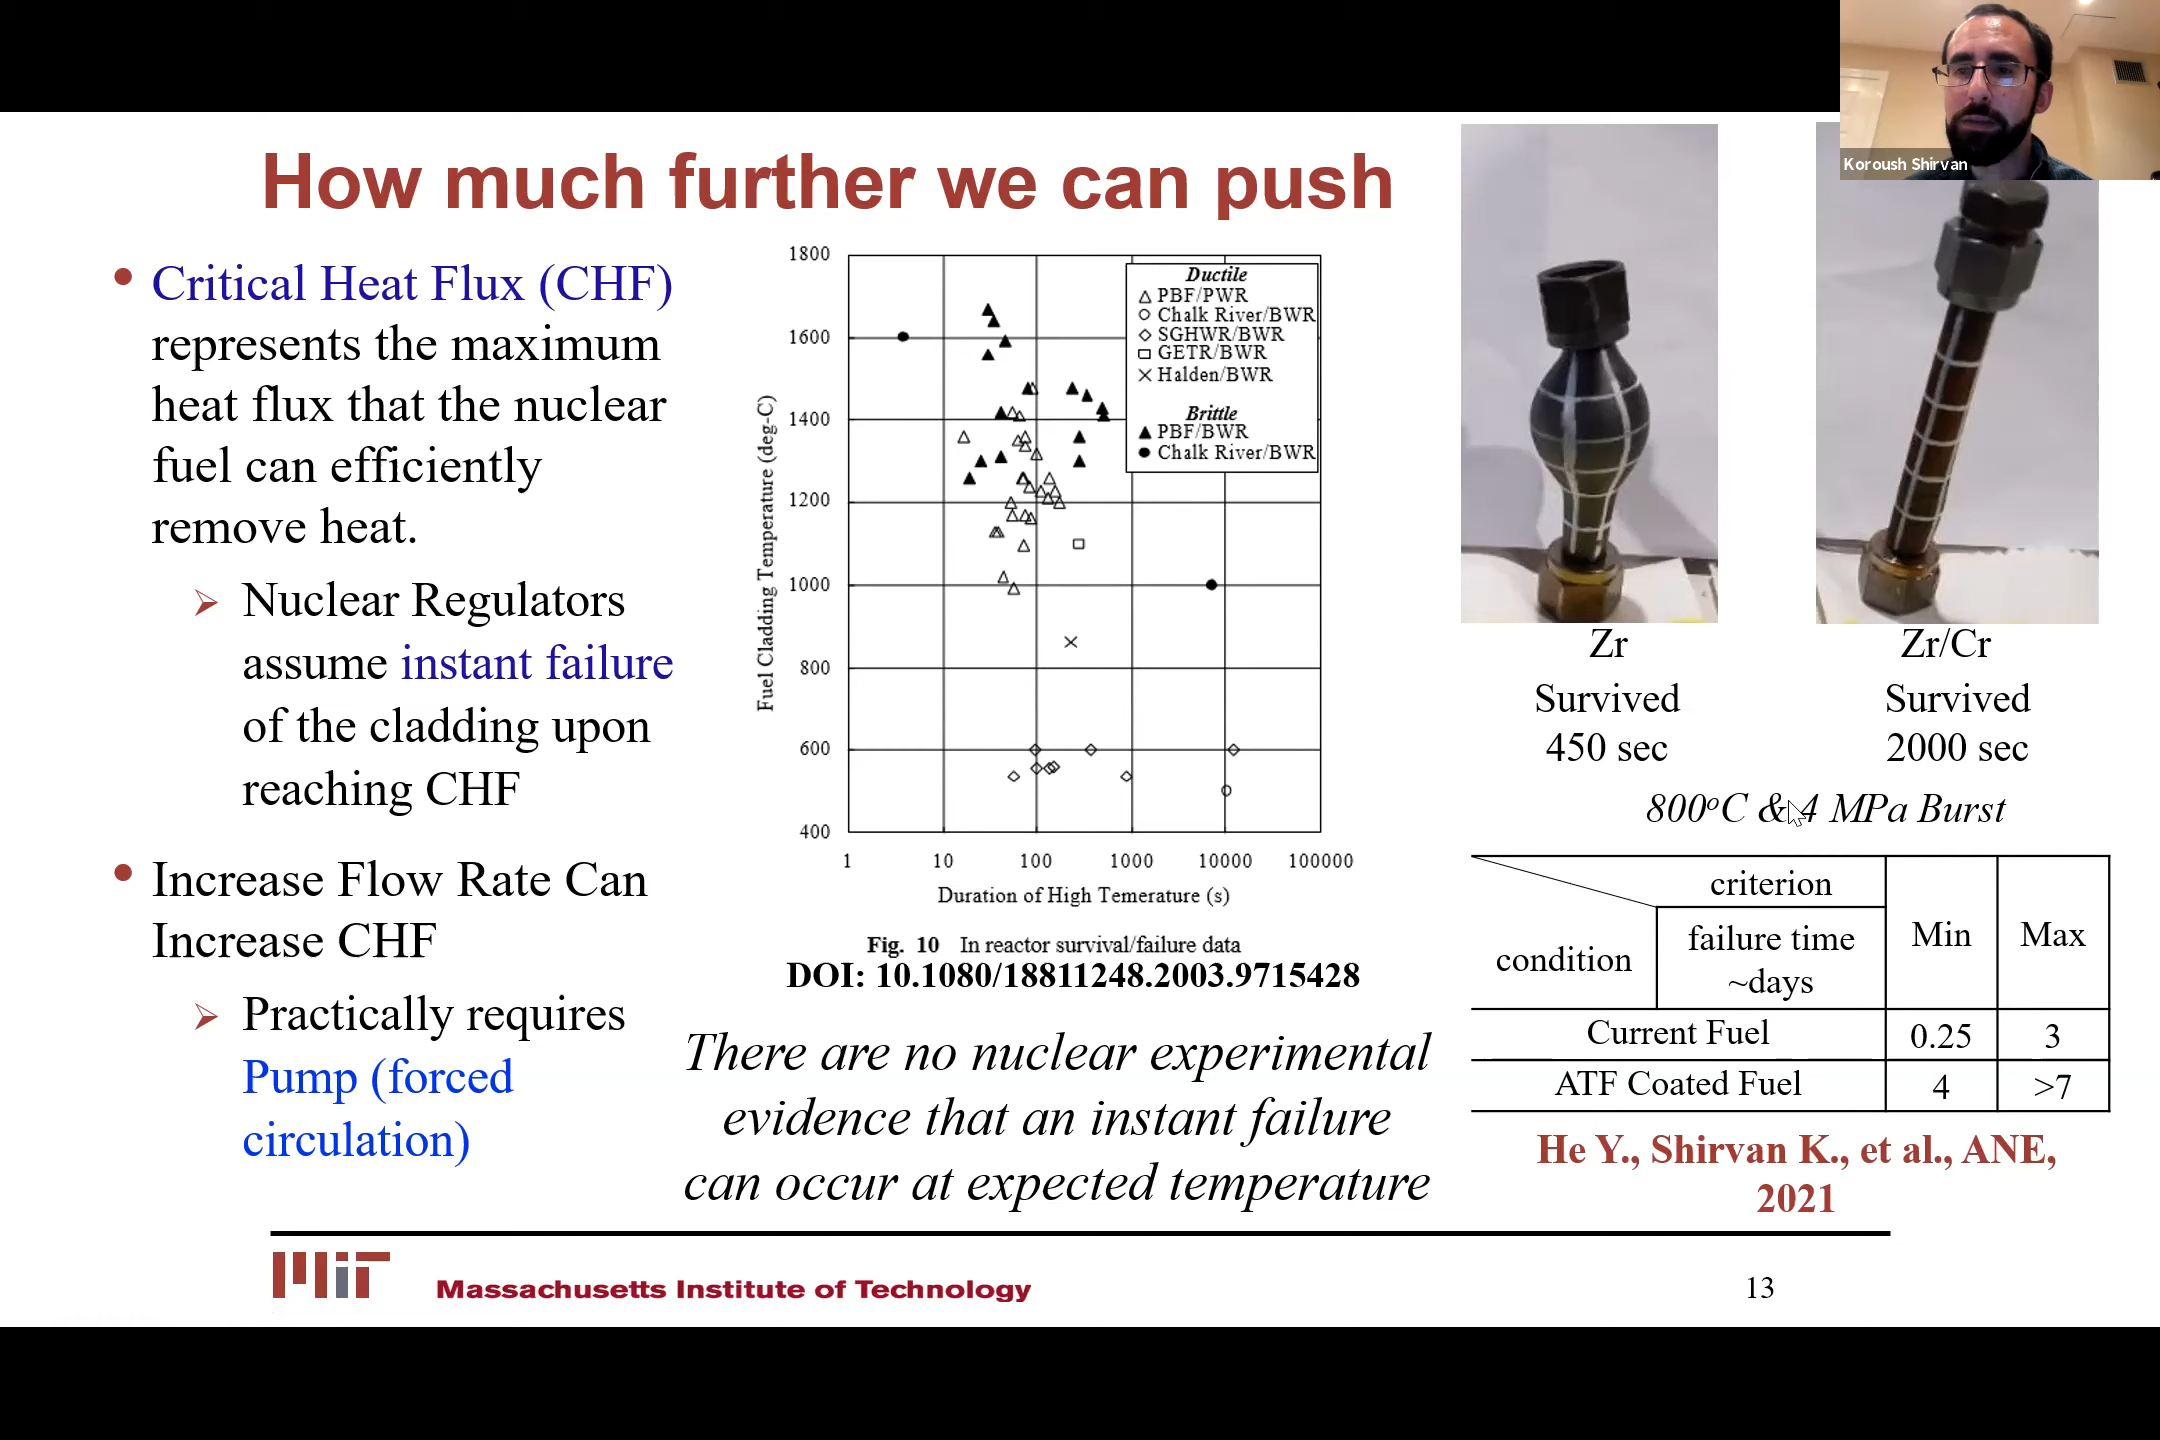 Koroush Shirvan
How much further we can push
• Critical Heat Flux (CHF)
represents the maximum
heat flux that the nuclear
fuel can efficiently
remove heat.
➢ Nuclear Regulators
assume instant failure
of the cladding upon
reaching CHF
• Increase Flow Rate Can
Increase CHF
➢ Practically requires
Pump (forced
circulation)
Fuel Cladding Temperature (deg-C)
1800
1600
1400
1200
1000
800
600
400
1 10 100 1000 10000 100000
Duration of High Temerature (s)
Ductile
PBF/PWR
Chalk River/BWR
SGHWR/BWR
GETR/BWR
Halden/BWR
Brittle
PBF/BWR
Chalk River/BWR
Fig. 10 In reactor survival/failure data
DOI: 10.1080/18811248.2003.9715428
There are no nuclear experimental
evidence that an instant failure
can occur at expected temperature
Zr
Survived
450 sec
Zr/Cr
Survived
2000 sec
800°C & 4 MPa Burst
criterion
condition
failure time
~days
Min
Max
Current Fuel 0.25 3
ATF Coated Fuel 4 >7
He Y., Shirvan K., et al., ANE,
2021
MIT
Massachusetts Institute of Technology
13